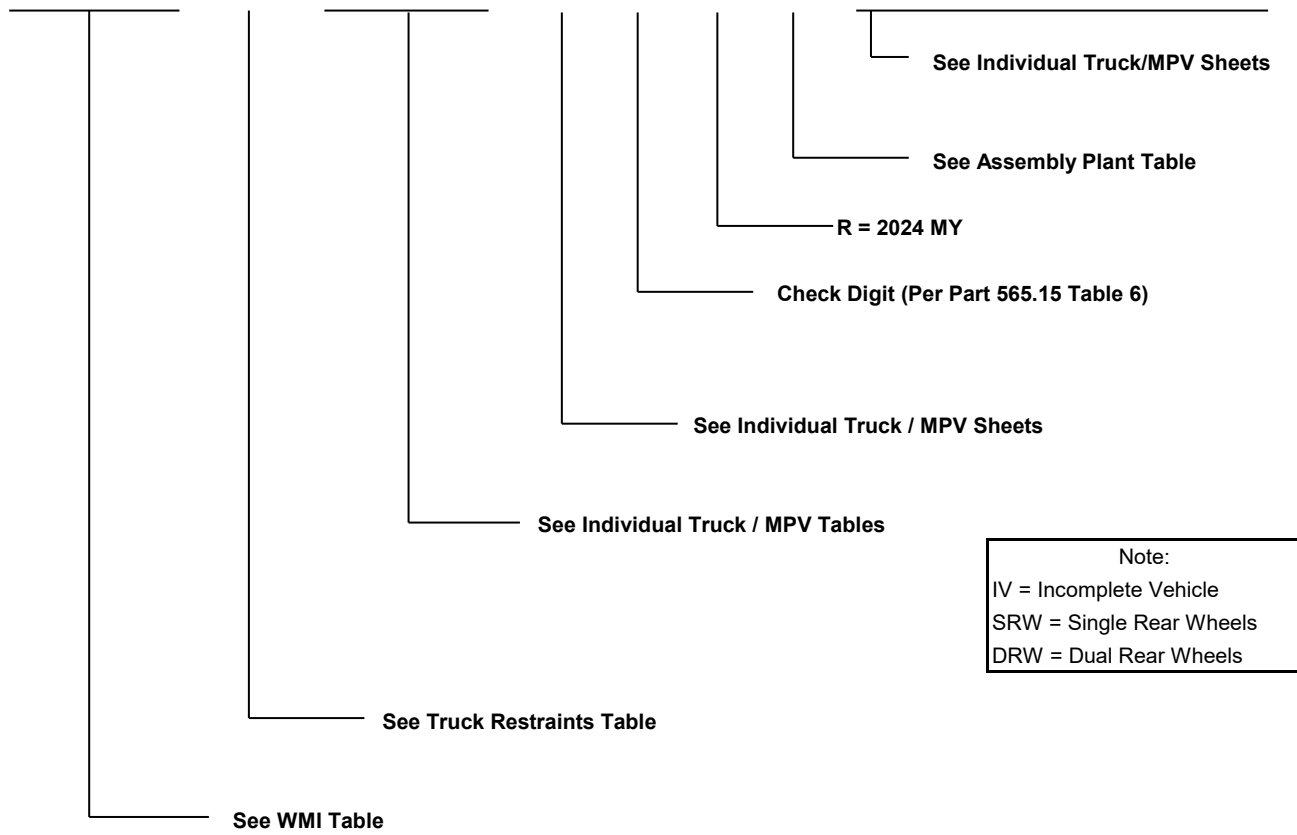 See Individual Truck/MPV Sheets
See Assembly Plant Table
R = 2024 MY
Check Digit (Per Part 565.15 Table 6)
See Individual Truck / MPV Sheets
See Individual Truck / MPV Tables
Note:
IV = Incomplete Vehicle
SRW = Single Rear Wheels
DRW = Dual Rear Wheels
See Truck Restraints Table
See WMI Table